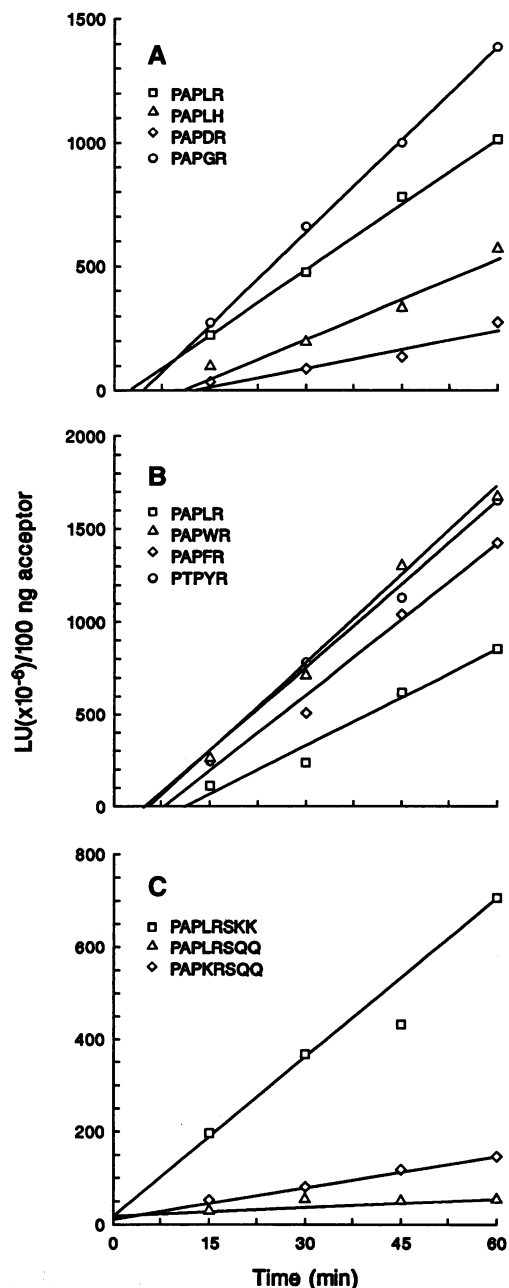 1500
A
PAPLR
PAPLH
1000
PAPDR
PAPGR
500
0
2000
B
PAPLR
1500
PAPWR
PAPFR
PTPYR
1000
500
0
LU(x10⁻⁶)/100 ng acceptor
800
C
PAPLRSKK
PAPLRSQQ
600
PAPKRSQQ
400
200
0
0 15 30 45 60
Time (min)